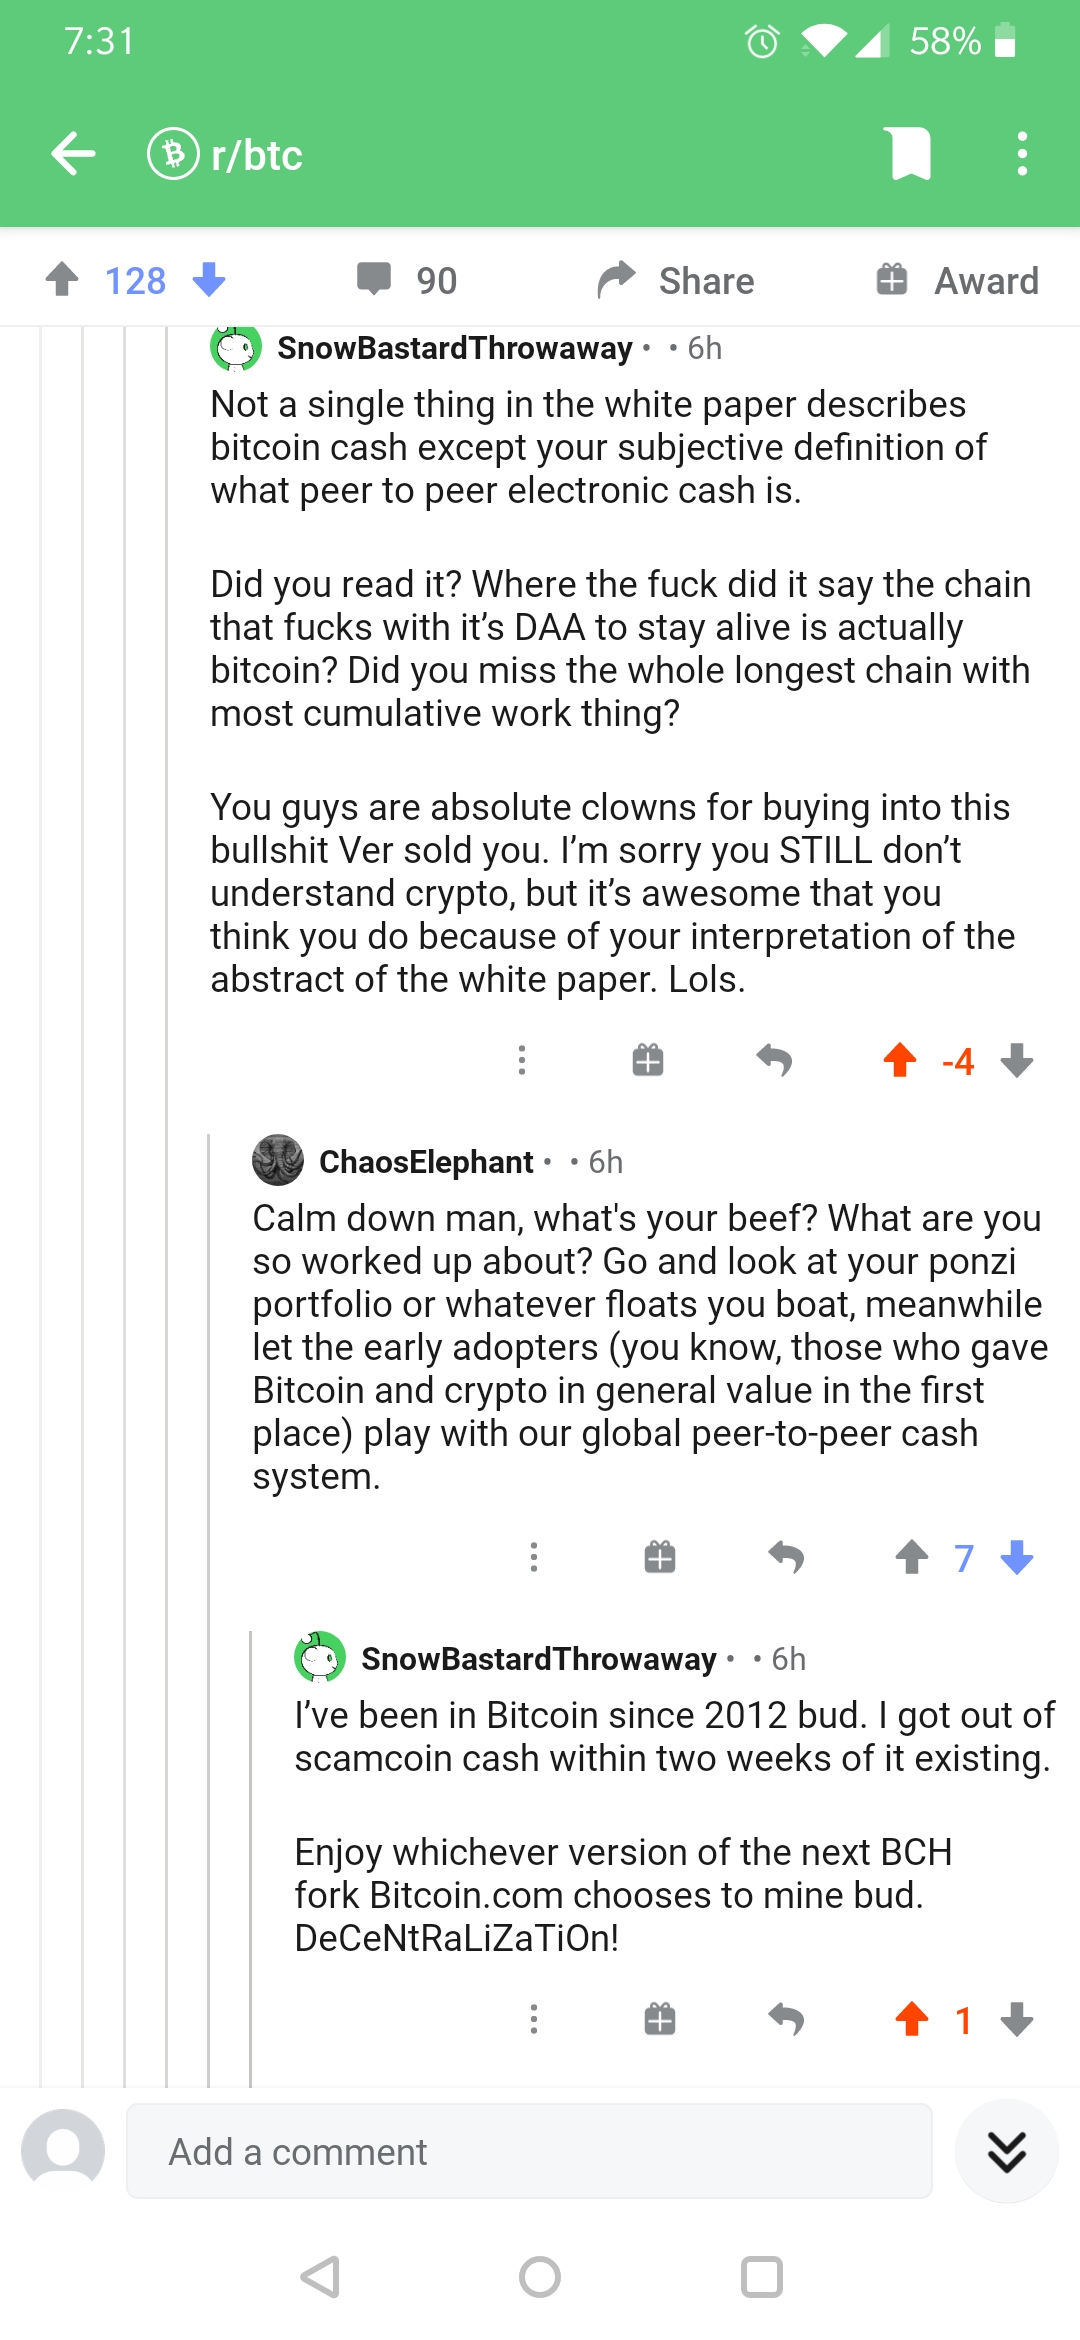 7:31
58%
r/btc
128
90
Share
Award
SnowBastardThrowaway • • 6h
Not a single thing in the white paper describes
bitcoin cash except your subjective definition of
what peer to peer electronic cash is.
Did you read it? Where the fuck did it say the chain
that fucks with it’s DAA to stay alive is actually
bitcoin? Did you miss the whole longest chain with
most cumulative work thing?
You guys are absolute clowns for buying into this
bullshit Ver sold you. I’m sorry you STILL don’t
understand crypto, but it’s awesome that you
think you do because of your interpretation of the
abstract of the white paper. Lols.
-4
ChaosElephant • • 6h
Calm down man, what's your beef? What are you
so worked up about? Go and look at your ponzi
portfolio or whatever floats you boat, meanwhile
let the early adopters (you know, those who gave
Bitcoin and crypto in general value in the first
place) play with our global peer-to-peer cash
system.
7
SnowBastardThrowaway • • 6h
I’ve been in Bitcoin since 2012 bud. I got out of
scamcoin cash within two weeks of it existing.
Enjoy whichever version of the next BCH
fork Bitcoin.com chooses to mine bud.
DeCeNtRaLiZaTiOn!
1
Add a comment